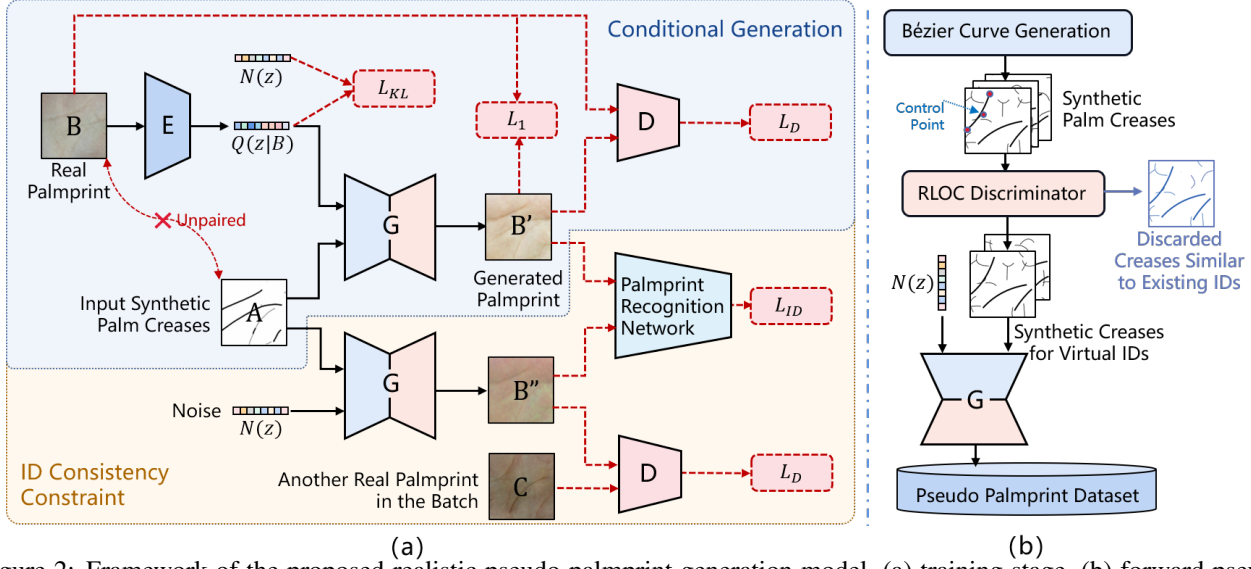 Conditional Generation
N(z)
L_KL
B
E
Q(z|B)
Real
Palmprint
L_1
D
L_D
Unpaired
G
B'
Generated
Palmprint
Input Synthetic
Palm Creases
A
Palmprint
Recognition
Network
L_ID
G
B"
Noise
N(z)
ID Consistency
Constraint
Another Real Palmprint
in the Batch
C
D
L_D
(a)
Bézier Curve Generation
Control
Point
Synthetic
Palm Creases
RLOC Discriminator
Discarded
Creases Similar
to Existing IDs
N(z)
Synthetic Creases
for Virtual IDs
G
Pseudo Palmprint Dataset
(b)